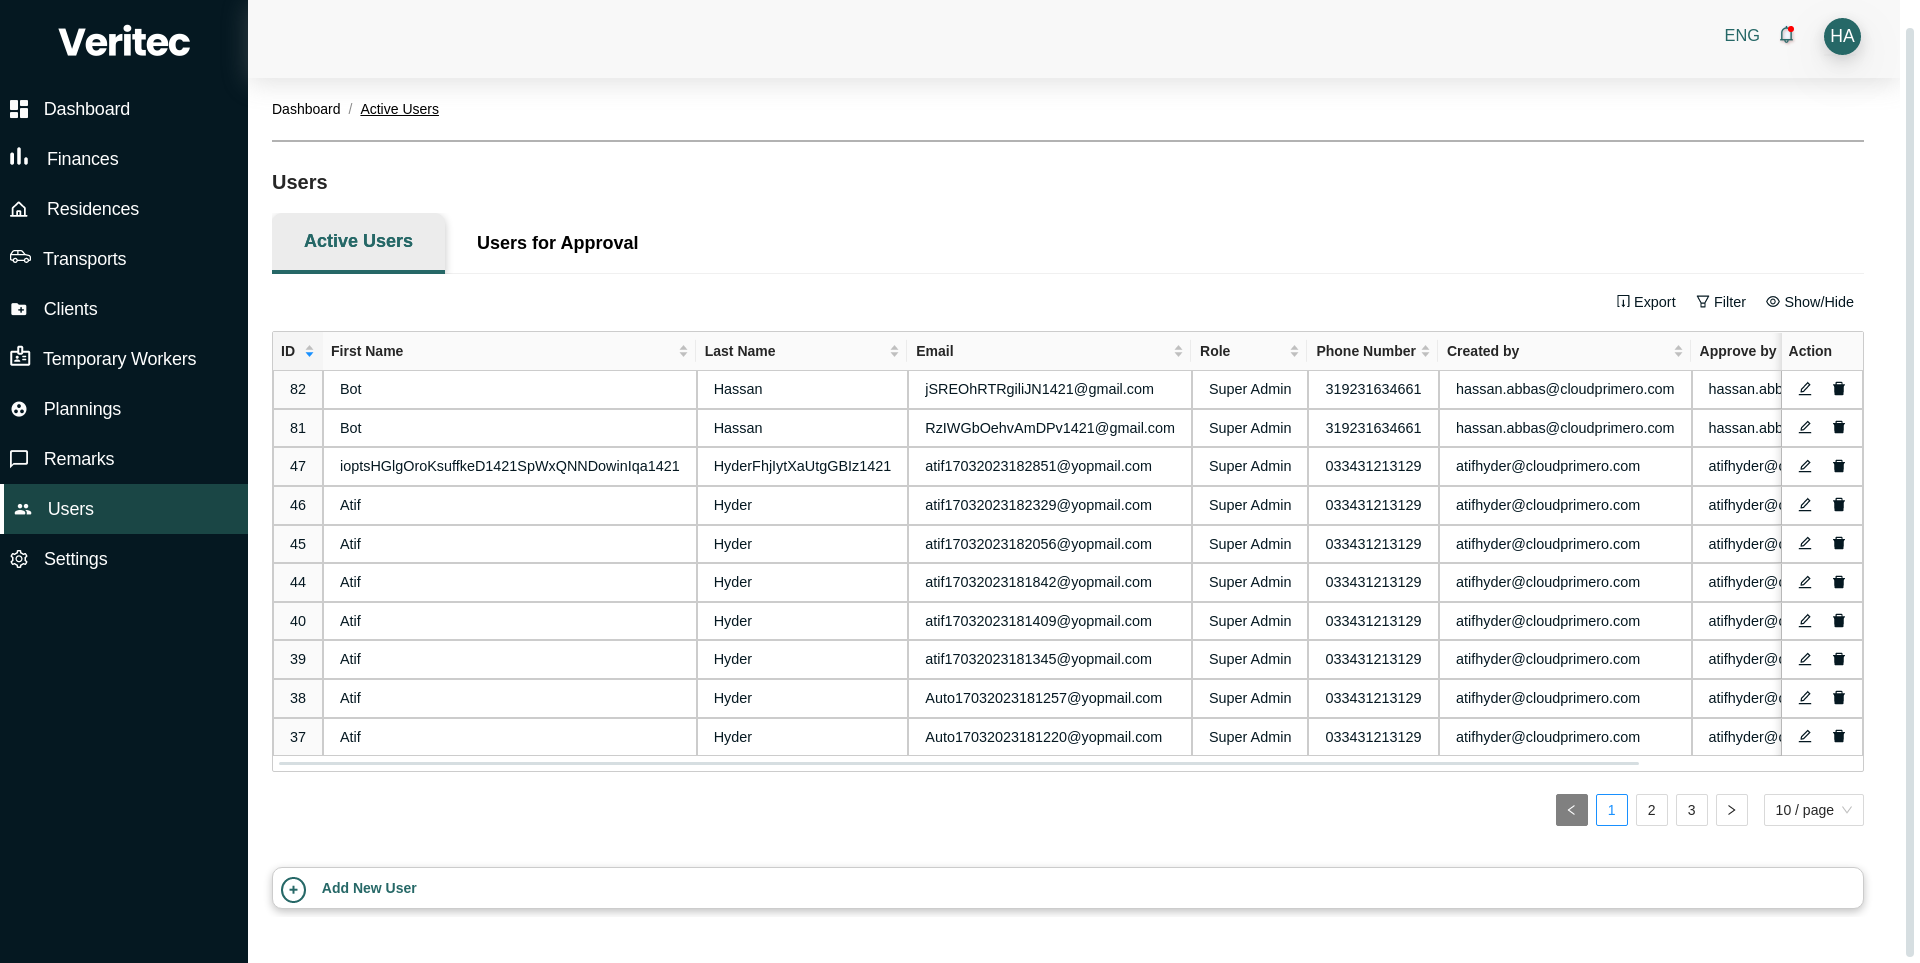 Veritec
ENG
HA
Dashboard
Finances
Residences
Transports
Clients
Temporary Workers
Plannings
Remarks
Users
Settings
Dashboard / Active Users
Users
Active Users
Users for Approval
Export Filter Show/Hide
ID First Name Last Name Email Role Phone Number Created by Approve by Action
82 Bot Hassan jSREOhRTRgiliJN1421@gmail.com Super Admin 319231634661 hassan.abbas@cloudprimero.com hassan.abb
81 Bot Hassan RzIWGbOehvAmDPv1421@gmail.com Super Admin 319231634661 hassan.abbas@cloudprimero.com hassan.abb
47 ioptsHGlgOroKsuffkeD1421SpWxQNNDowinIqa1421 HyderFhjIytXaUtgGBIz1421 atif17032023182851@yopmail.com Super Admin 033431213129 atifhyder@cloudprimero.com atifhyder@c
46 Atif Hyder atif17032023182329@yopmail.com Super Admin 033431213129 atifhyder@cloudprimero.com atifhyder@c
45 Atif Hyder atif17032023182056@yopmail.com Super Admin 033431213129 atifhyder@cloudprimero.com atifhyder@c
44 Atif Hyder atif17032023181842@yopmail.com Super Admin 033431213129 atifhyder@cloudprimero.com atifhyder@c
40 Atif Hyder atif17032023181409@yopmail.com Super Admin 033431213129 atifhyder@cloudprimero.com atifhyder@c
39 Atif Hyder atif17032023181345@yopmail.com Super Admin 033431213129 atifhyder@cloudprimero.com atifhyder@c
38 Atif Hyder Auto17032023181257@yopmail.com Super Admin 033431213129 atifhyder@cloudprimero.com atifhyder@c
37 Atif Hyder Auto17032023181220@yopmail.com Super Admin 033431213129 atifhyder@cloudprimero.com atifhyder@c
< 1 2 3 > 10 / page
Add New User